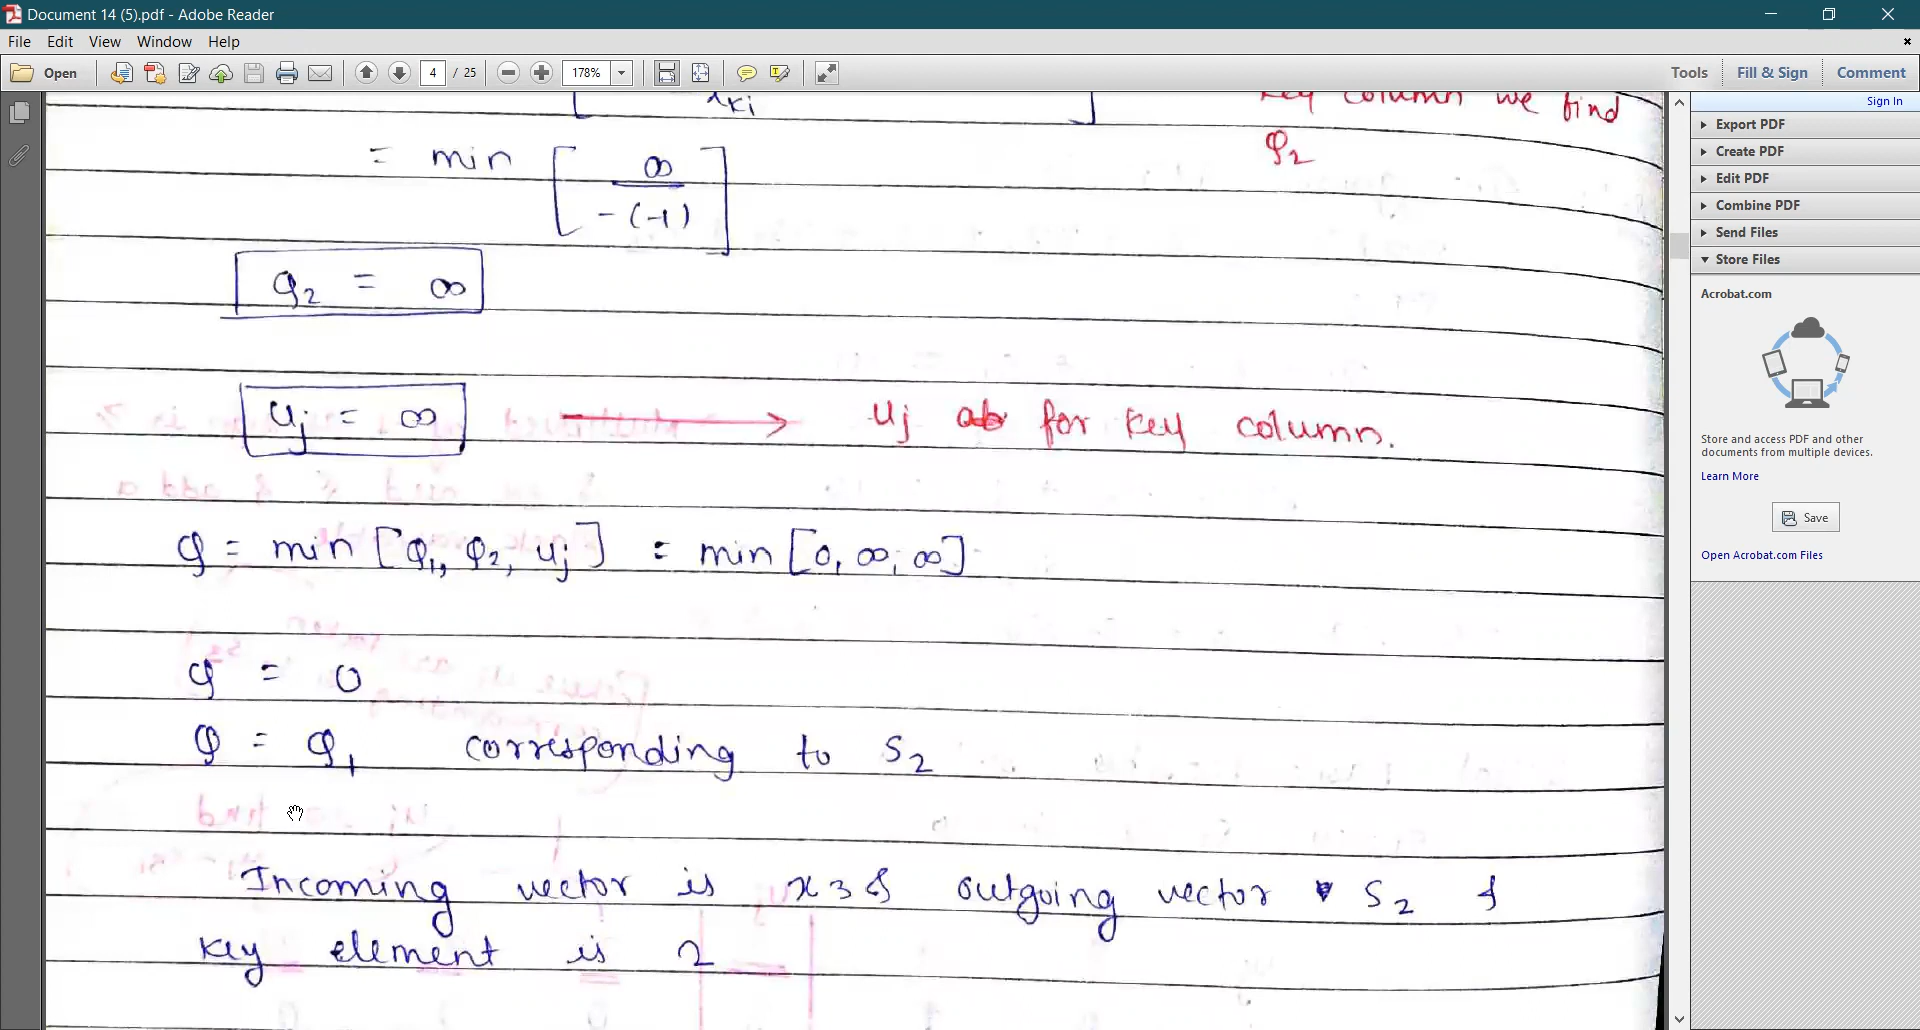 Document 14 (5).pdf - Adobe Reader
File Edit View Window Help
Open 4 / 25 178% Tools Fill & Sign Comment
Sign In
Export PDF
Create PDF
Edit PDF
Combine PDF
Send Files
Store Files
Acrobat.com
Store and access PDF and other
documents from multiple devices.
Learn More
Save
Open Acrobat.com Files
key column we find
φ2
= min [ ∞ / -(-1) ]
φ2 = ∞
uj = ∞ → uj for key column.
φ = min [φ1, φ2, uj] = min [0, ∞, ∞]
φ = 0
φ = φ1 corresponding to S2
Incoming vector is x3 & outgoing vector S2 &
key element is 2